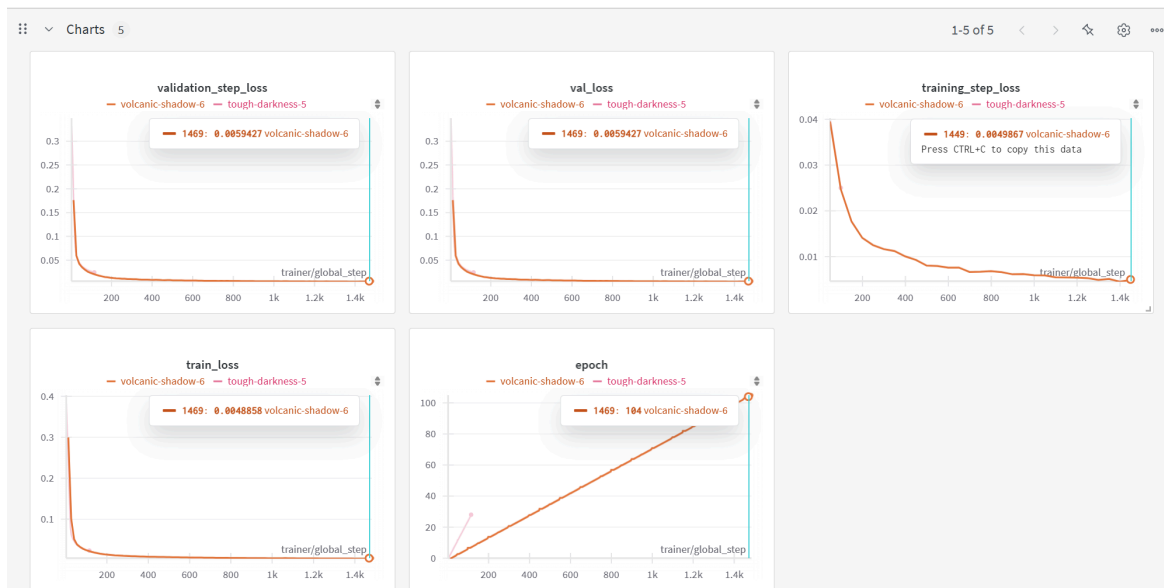 Charts 5
1-5 of 5
validation_step_loss
volcanic-shadow-6 tough-darkness-5
1469: 0.0059427 volcanic-shadow-6
0.3
0.25
0.2
0.15
0.1
0.05
trainer/global_step
200 400 600 800 1k 1.2k 1.4k
val_loss
volcanic-shadow-6 tough-darkness-5
1469: 0.0059427 volcanic-shadow-6
0.3
0.25
0.2
0.15
0.1
0.05
trainer/global_step
200 400 600 800 1k 1.2k 1.4k
training_step_loss
volcanic-shadow-6 tough-darkness-5
1449: 0.0049867 volcanic-shadow-6
Press CTRL+C to copy this data
0.04
0.03
0.02
0.01
trainer/global_step
200 400 600 800 1k 1.2k 1.4k
train_loss
volcanic-shadow-6 tough-darkness-5
1469: 0.0048858 volcanic-shadow-6
0.4
0.3
0.2
0.1
trainer/global_step
200 400 600 800 1k 1.2k 1.4k
epoch
volcanic-shadow-6 tough-darkness-5
1469: 104 volcanic-shadow-6
100
80
60
40
20
0
trainer/global_step
200 400 600 800 1k 1.2k 1.4k